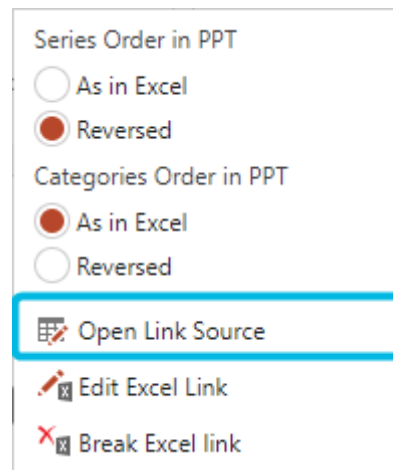 Series Order in PPT
As in Excel
Reversed
Categories Order in PPT
As in Excel
Reversed
Open Link Source
Edit Excel Link
Break Excel link